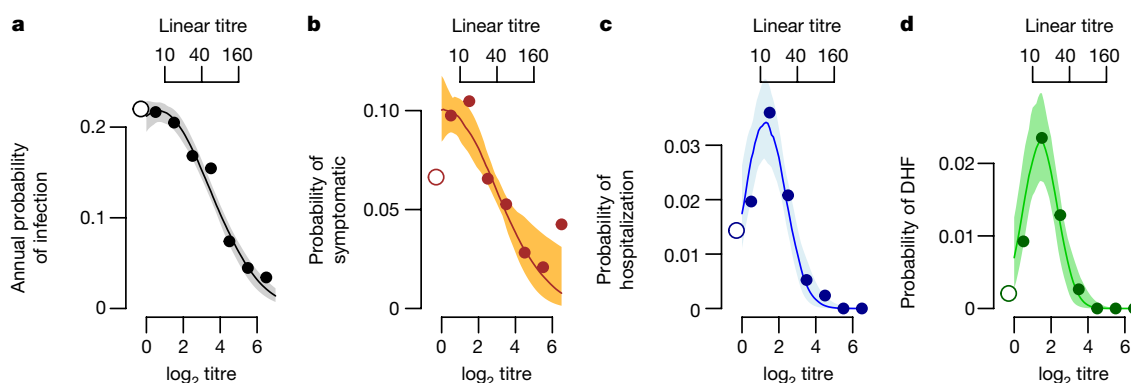 a
Linear titre
10 40 160
Annual probability
of infection
0.2
0.1
0
0 2 4 6
log2 titre
b
Linear titre
10 40 160
Probability of
symptomatic
0.10
0.05
0
0 2 4 6
log2 titre
c
Linear titre
10 40 160
Probability of
hospitalization
0.03
0.02
0.01
0
0 2 4 6
log2 titre
d
Linear titre
10 40 160
Probability of DHF
0.02
0.01
0
0 2 4 6
log2 titre